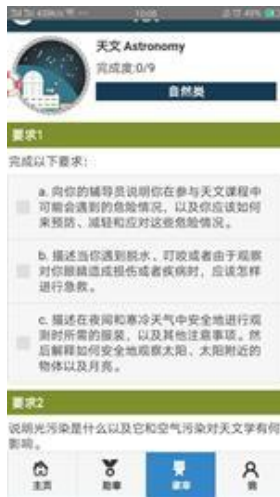 天文 Astronomy
完成度:0/9
自然类
要求1
完成以下要求:
a. 向你的辅导员说明你在参与天文课程中
可能会遇到的危险情况，以及你应该如何
来预防、减轻和应对这些危险情况。
b. 描述当你遇到脱水、叮咬或者由于观察
对你眼睛造成损伤或者疾病时，应该怎样
进行急救。
c. 描述在夜间和寒冷天气中安全地进行观
测时所需的服装，以及其他注意事项。然
后解释如何安全地观察太阳、太阳附近的
物体以及月亮。
要求2
说明光污染是什么以及它和空气污染对天文学有何
影响。
主页
勋章
徽章
我